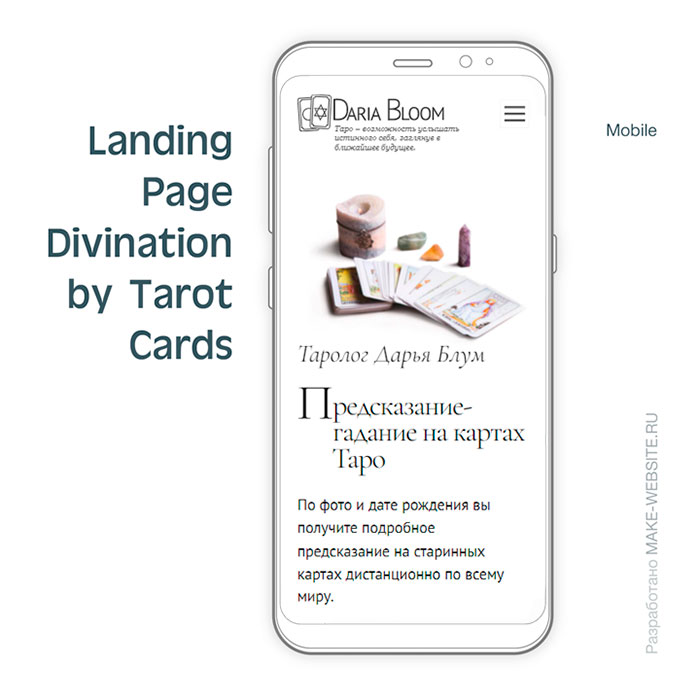 Landing
Page
Divination
by Tarot
Cards
DARIA BLOOM
Таро – возможность услышать
истинного себя, заглянув в
ближайшее будущее.
Таролог Дарья Блум
Предсказание-
гадание на картах
Таро
По фото и дате рождения вы
получите подробное
предсказание на старинных
картах дистанционно по всему
миру.
Mobile
Разработано MAKE-WEBSITE.RU